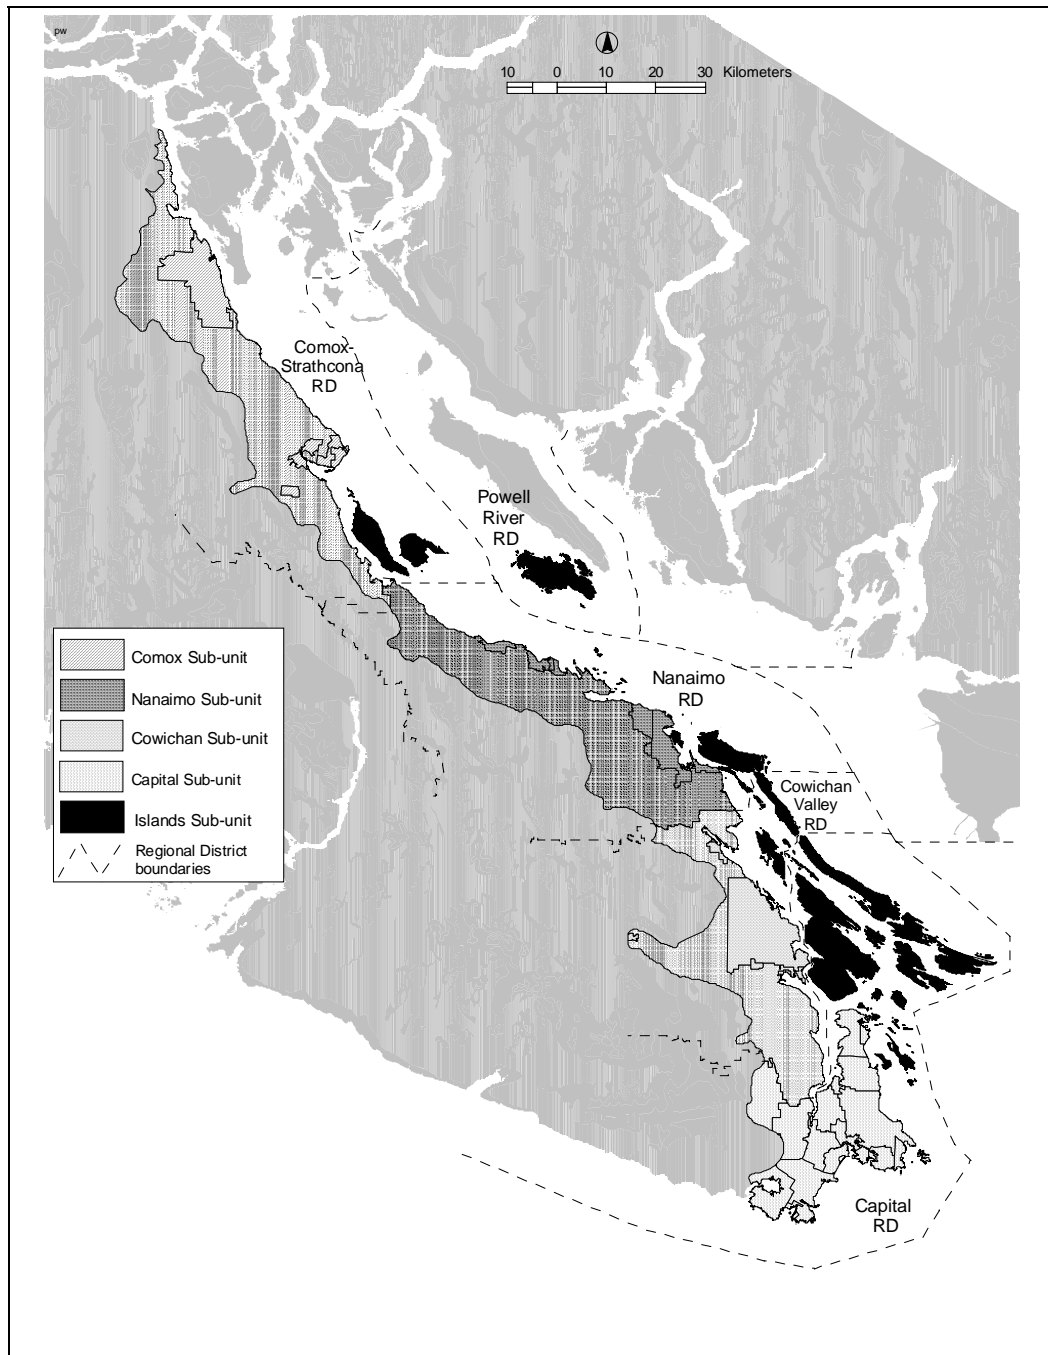 pw
10 0 10 20 30 Kilometers
Comox-
Strathcona
RD
Powell
River
RD
Nanaimo
RD
Cowichan
Valley
RD
Capital
RD
Comox Sub-unit
Nanaimo Sub-unit
Cowichan Sub-unit
Capital Sub-unit
Islands Sub-unit
Regional District
boundaries